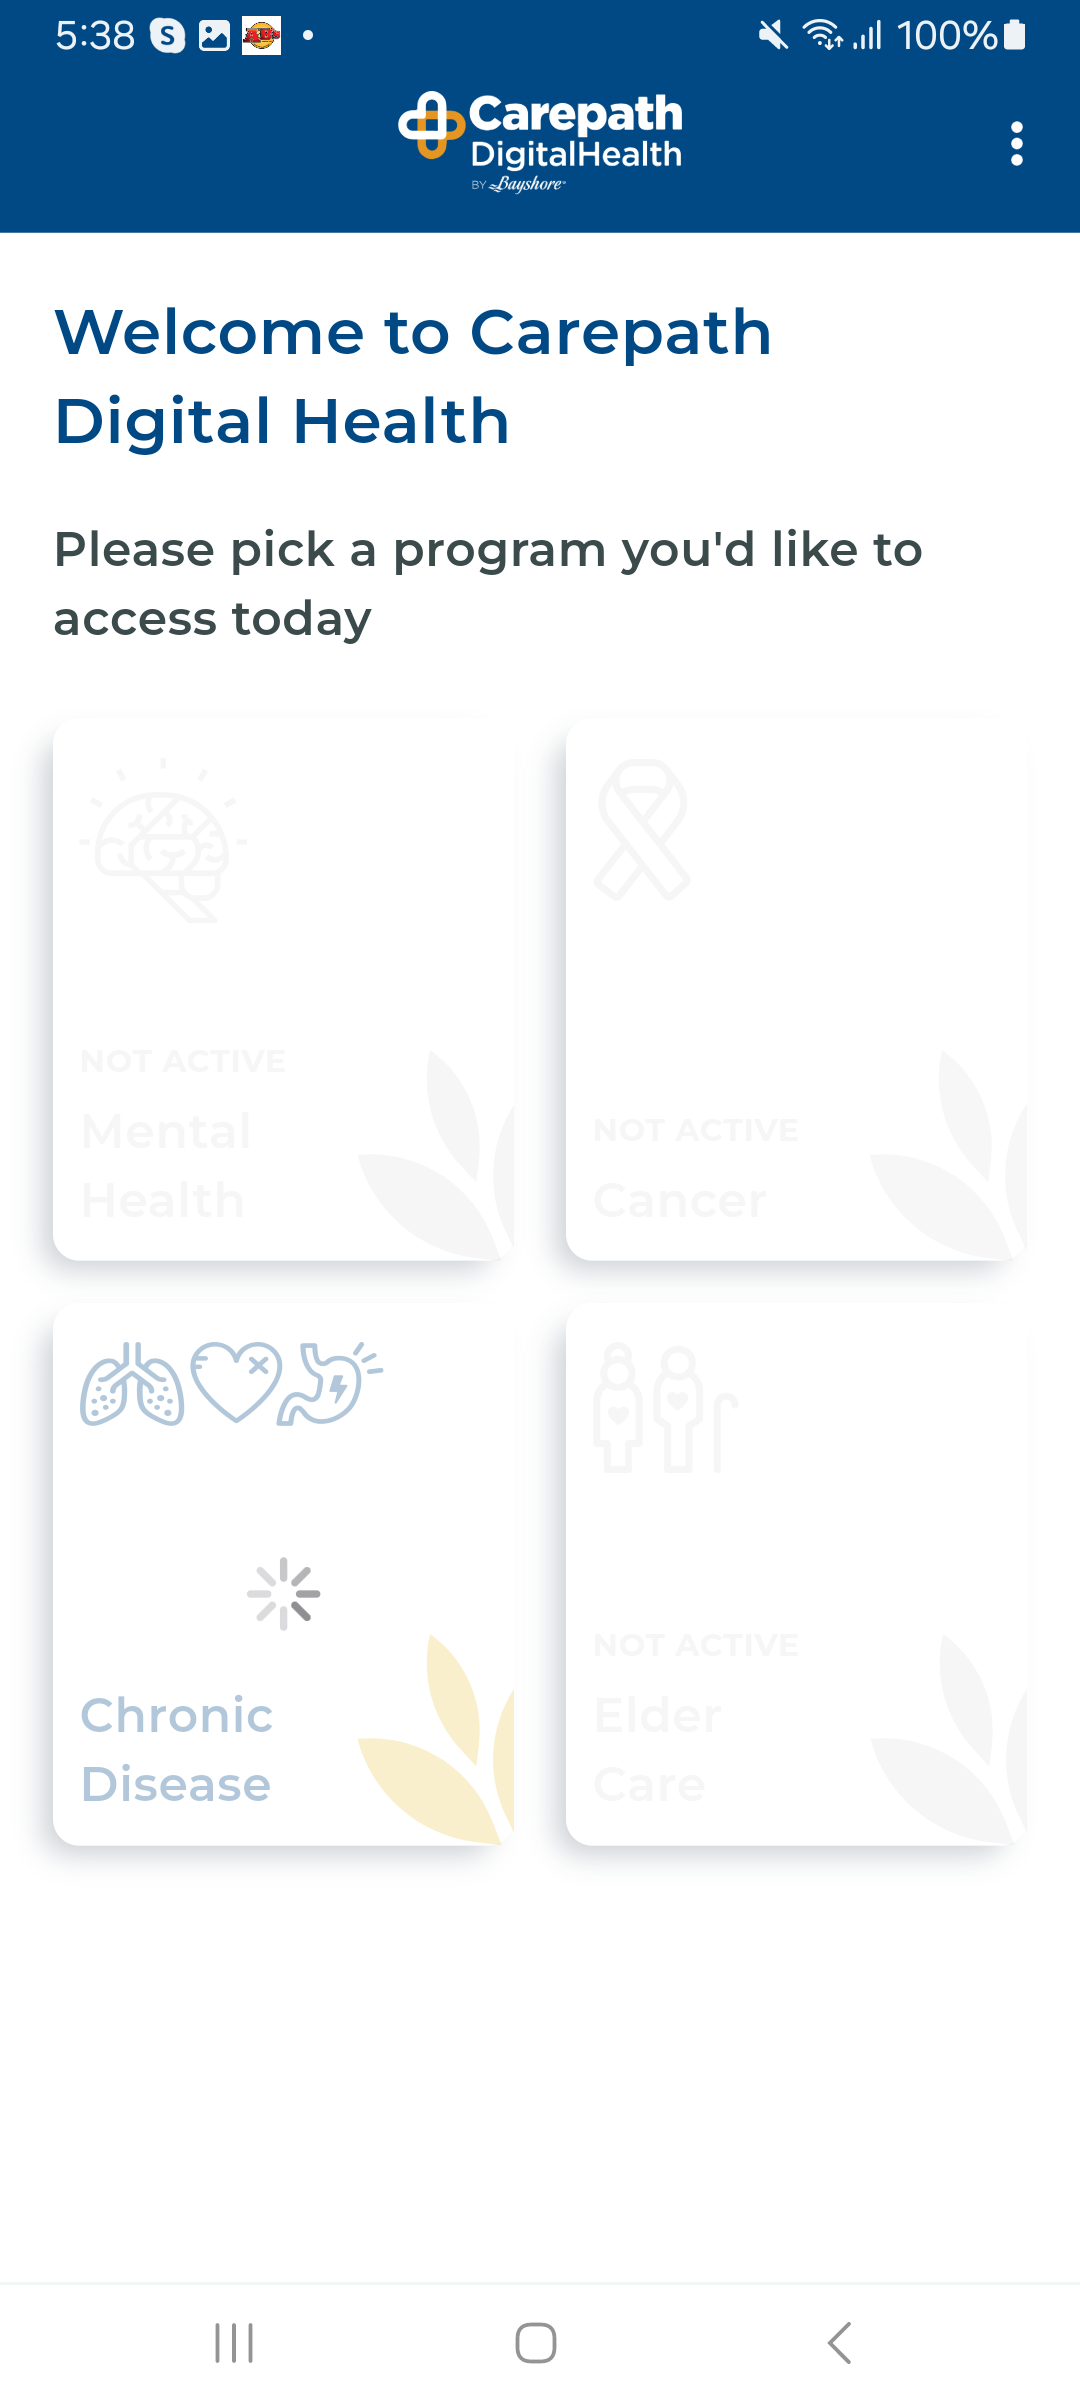 5:38
100%
Carepath
DigitalHealth
BY Bayshore
Welcome to Carepath
Digital Health
Please pick a program you'd like to
access today
NOT ACTIVE
Mental
Health
NOT ACTIVE
Cancer
Chronic
Disease
NOT ACTIVE
Elder
Care